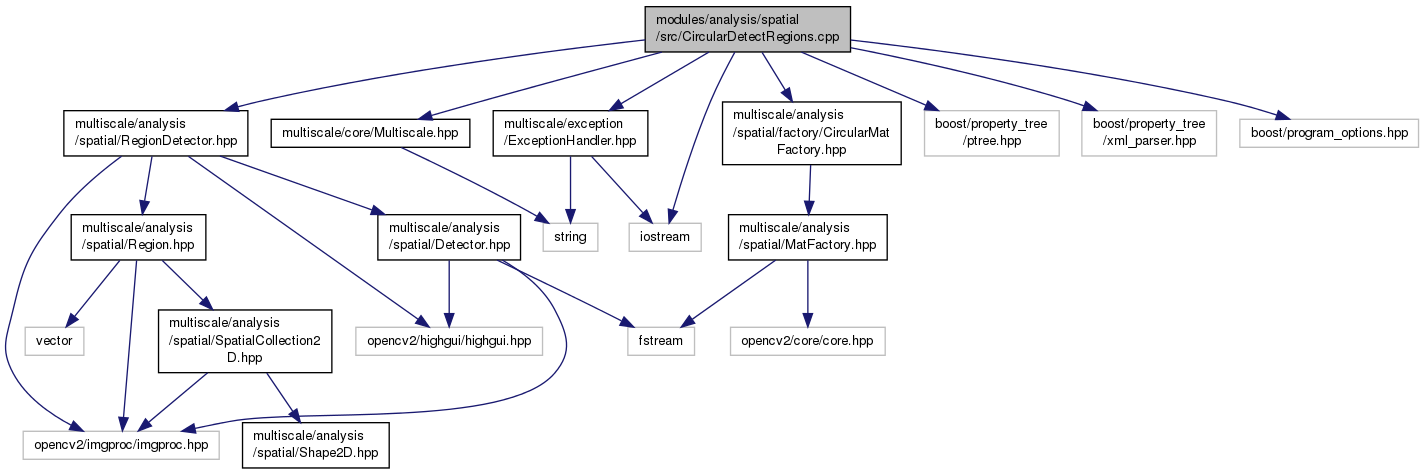 modules/analysis/spatial
/src/CircularDetectRegions.cpp
multiscale/analysis
/spatial/RegionDetector.hpp
multiscale/core/Multiscale.hpp
multiscale/exception
/ExceptionHandler.hpp
multiscale/analysis
/spatial/factory/CircularMat
Factory.hpp
boost/property_tree
/ptree.hpp
boost/property_tree
/xml_parser.hpp
boost/program_options.hpp
multiscale/analysis
/spatial/Region.hpp
multiscale/analysis
/spatial/Detector.hpp
string
iostream
multiscale/analysis
/spatial/MatFactory.hpp
vector
multiscale/analysis
/spatial/SpatialCollection2
D.hpp
opencv2/highgui/highgui.hpp
fstream
opencv2/core/core.hpp
opencv2/imgproc/imgproc.hpp
multiscale/analysis
/spatial/Shape2D.hpp